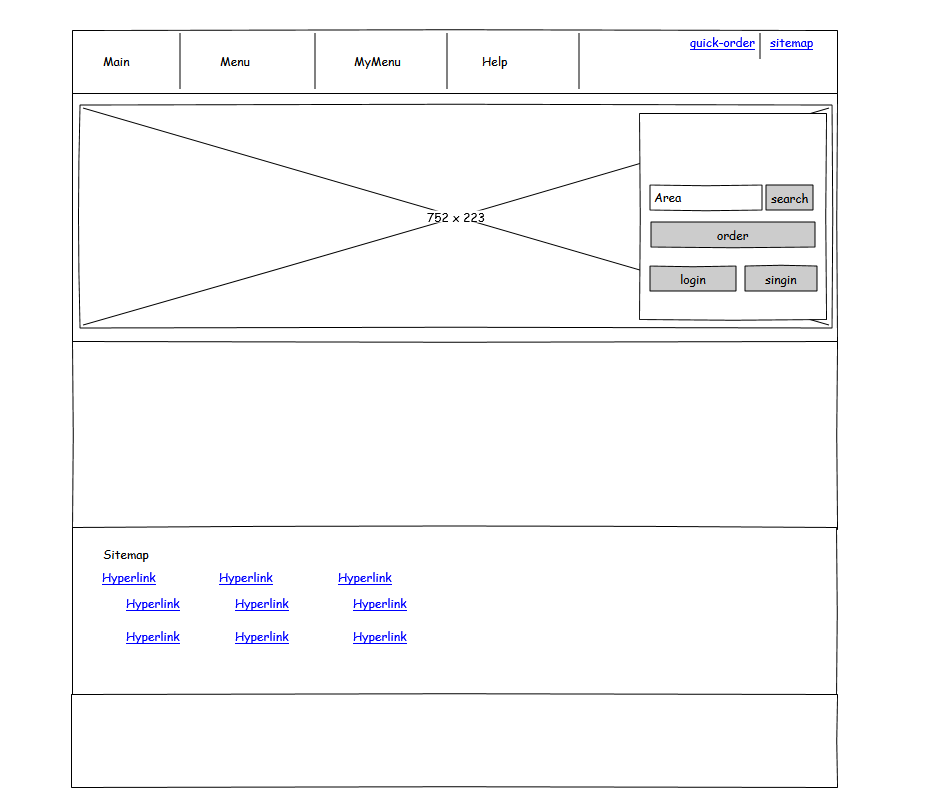 quick-order sitemap
Main Menu MyMenu Help
Area search
752 x 223
order
login singin
Sitemap
Hyperlink Hyperlink Hyperlink
Hyperlink Hyperlink Hyperlink
Hyperlink Hyperlink Hyperlink